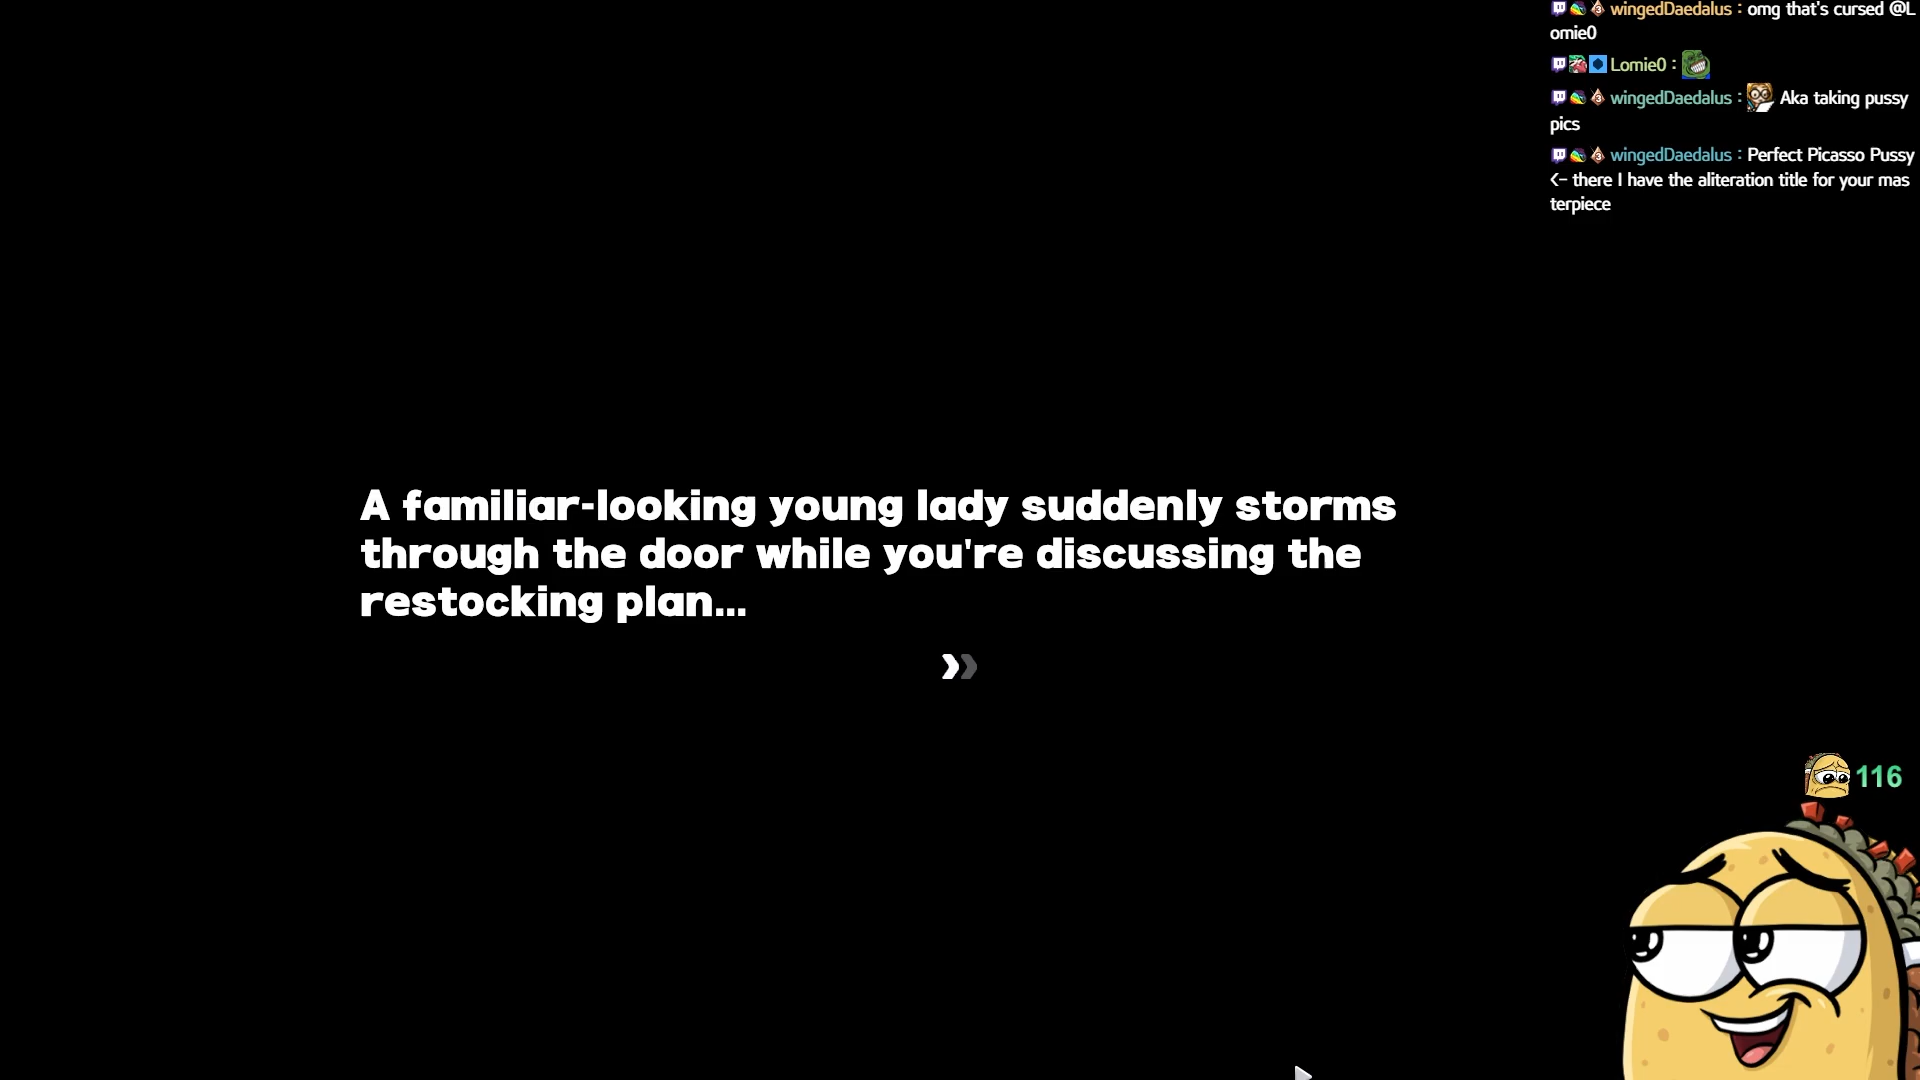 wingedDaedalus : omg that's cursed @L
omie0
Lomie0 :
wingedDaedalus : Aka taking pussy
pics
wingedDaedalus : Perfect Picasso Pussy
<- there I have the aliteration title for your mas
terpiece
A familiar-looking young lady suddenly storms
through the door while you're discussing the
restocking plan...
116